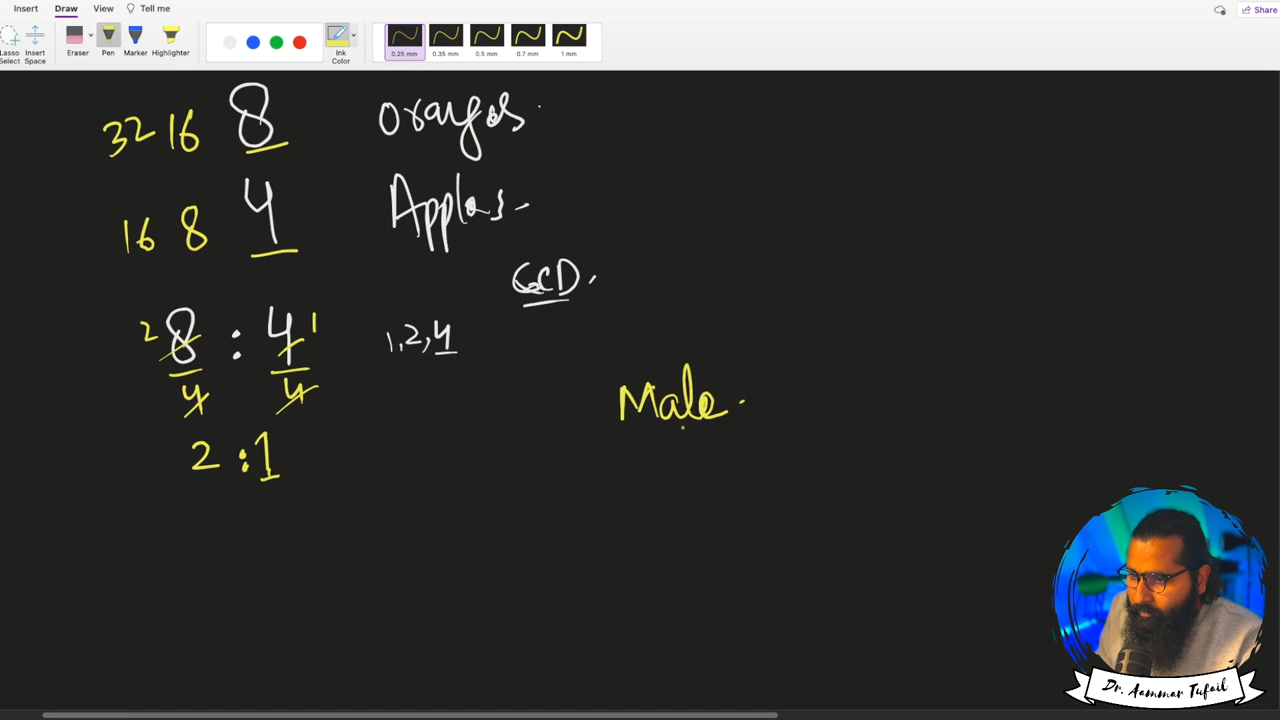 Insert Draw View Tell me
Share
Lasso Select
Insert Space
Eraser
Pen
Marker
Highlighter
Ink Color
0.25 mm
0.35 mm
0.5 mm
0.7 mm
1 mm
32 16 8 Oranges.
16 8 4 Apples.
GCD.
2 8 : 4 1 1, 2, 4
4 4
Male.
2 : 1
Dr. Aammar Tufail